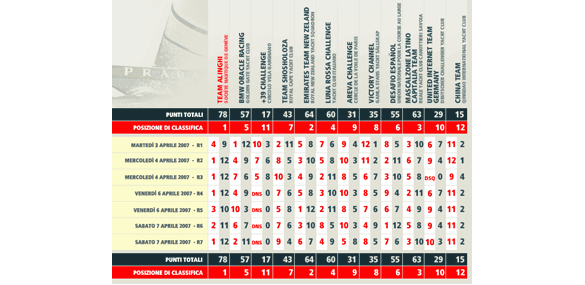 PRADA
TEAM ALINGHI
SOCIÉTÉ NAUTIQUE DE GENÈVE
BMW ORACLE RACING
GOLDEN GATE YACHT CLUB
+39 CHALLENGE
CIRCOLO VELA GARGNANO
TEAM SHOSHOLOZA
ROYAL CAPE YACHT CLUB
EMIRATES TEAM NEW ZELAND
ROYAL NEW ZEALAND YACHT SQUADRON
LUNA ROSSA CHALLENGE
YACHT CLUB ITALIANO
AREVA CHALLENGE
CERCLE DE LA VOILE DE PARIS
VICTORY CHANNEL
GAMLA STANS YACHT SALLSKAP
DESAFIO ESPAÑOL
UNION NATIONALE POUR LA COURSE AU LARGE
MASCALZONE LATINO
CAPITALIA TEAM
REALE YACHT CLUB CANOTTIERI SAVOIA
UNITED INTERNET TEAM
GERMANY
DEUTSCHER CHALLENGER YACHT CLUB
CHINA TEAM
QINGDAO INTERNATIONAL YACHT CLUB
PUNTI TOTALI 78 57 17 43 64 60 31 35 55 63 29 15
POSIZIONE DI CLASSIFICA 1 5 11 7 2 4 9 8 6 3 10 12
MARTEDÌ 3 APRILE 2007 - R1 4 9 1 12 10 3 2 11 5 8 7 6 9 4 12 1 8 5 3 10 6 7 11 2
MERCOLEDÌ 4 APRILE 2007 - R2 1 12 4 9 7 6 8 5 3 10 5 8 10 3 11 2 2 11 6 7 9 4 12 1
MERCOLEDÌ 4 APRILE 2007 - R3 1 12 7 6 5 8 10 3 4 9 2 11 8 5 6 7 3 10 5 8 DSQ 0 9 4
VENERDÌ 6 APRILE 2007 - R4 1 12 4 9 DNS 0 7 6 5 8 3 10 10 3 8 5 9 4 2 11 6 7 11 2
VENERDÌ 6 APRILE 2007 - R5 3 10 10 3 DNS 0 5 8 1 12 2 11 8 5 7 6 6 7 4 9 9 4 11 2
SABATO 7 APRILE 2007 - R6 2 11 6 7 DNS 0 7 6 3 10 8 5 10 3 4 9 1 12 5 8 9 4 11 2
SABATO 7 APRILE 2007 - R7 1 12 2 11 DNS 0 9 4 6 7 4 9 5 8 8 5 7 6 3 10 10 3 11 2
PUNTI TOTALI 78 57 17 43 64 60 31 35 55 63 29 15
POSIZIONE DI CLASSIFICA 1 5 11 7 2 4 9 8 6 3 10 12